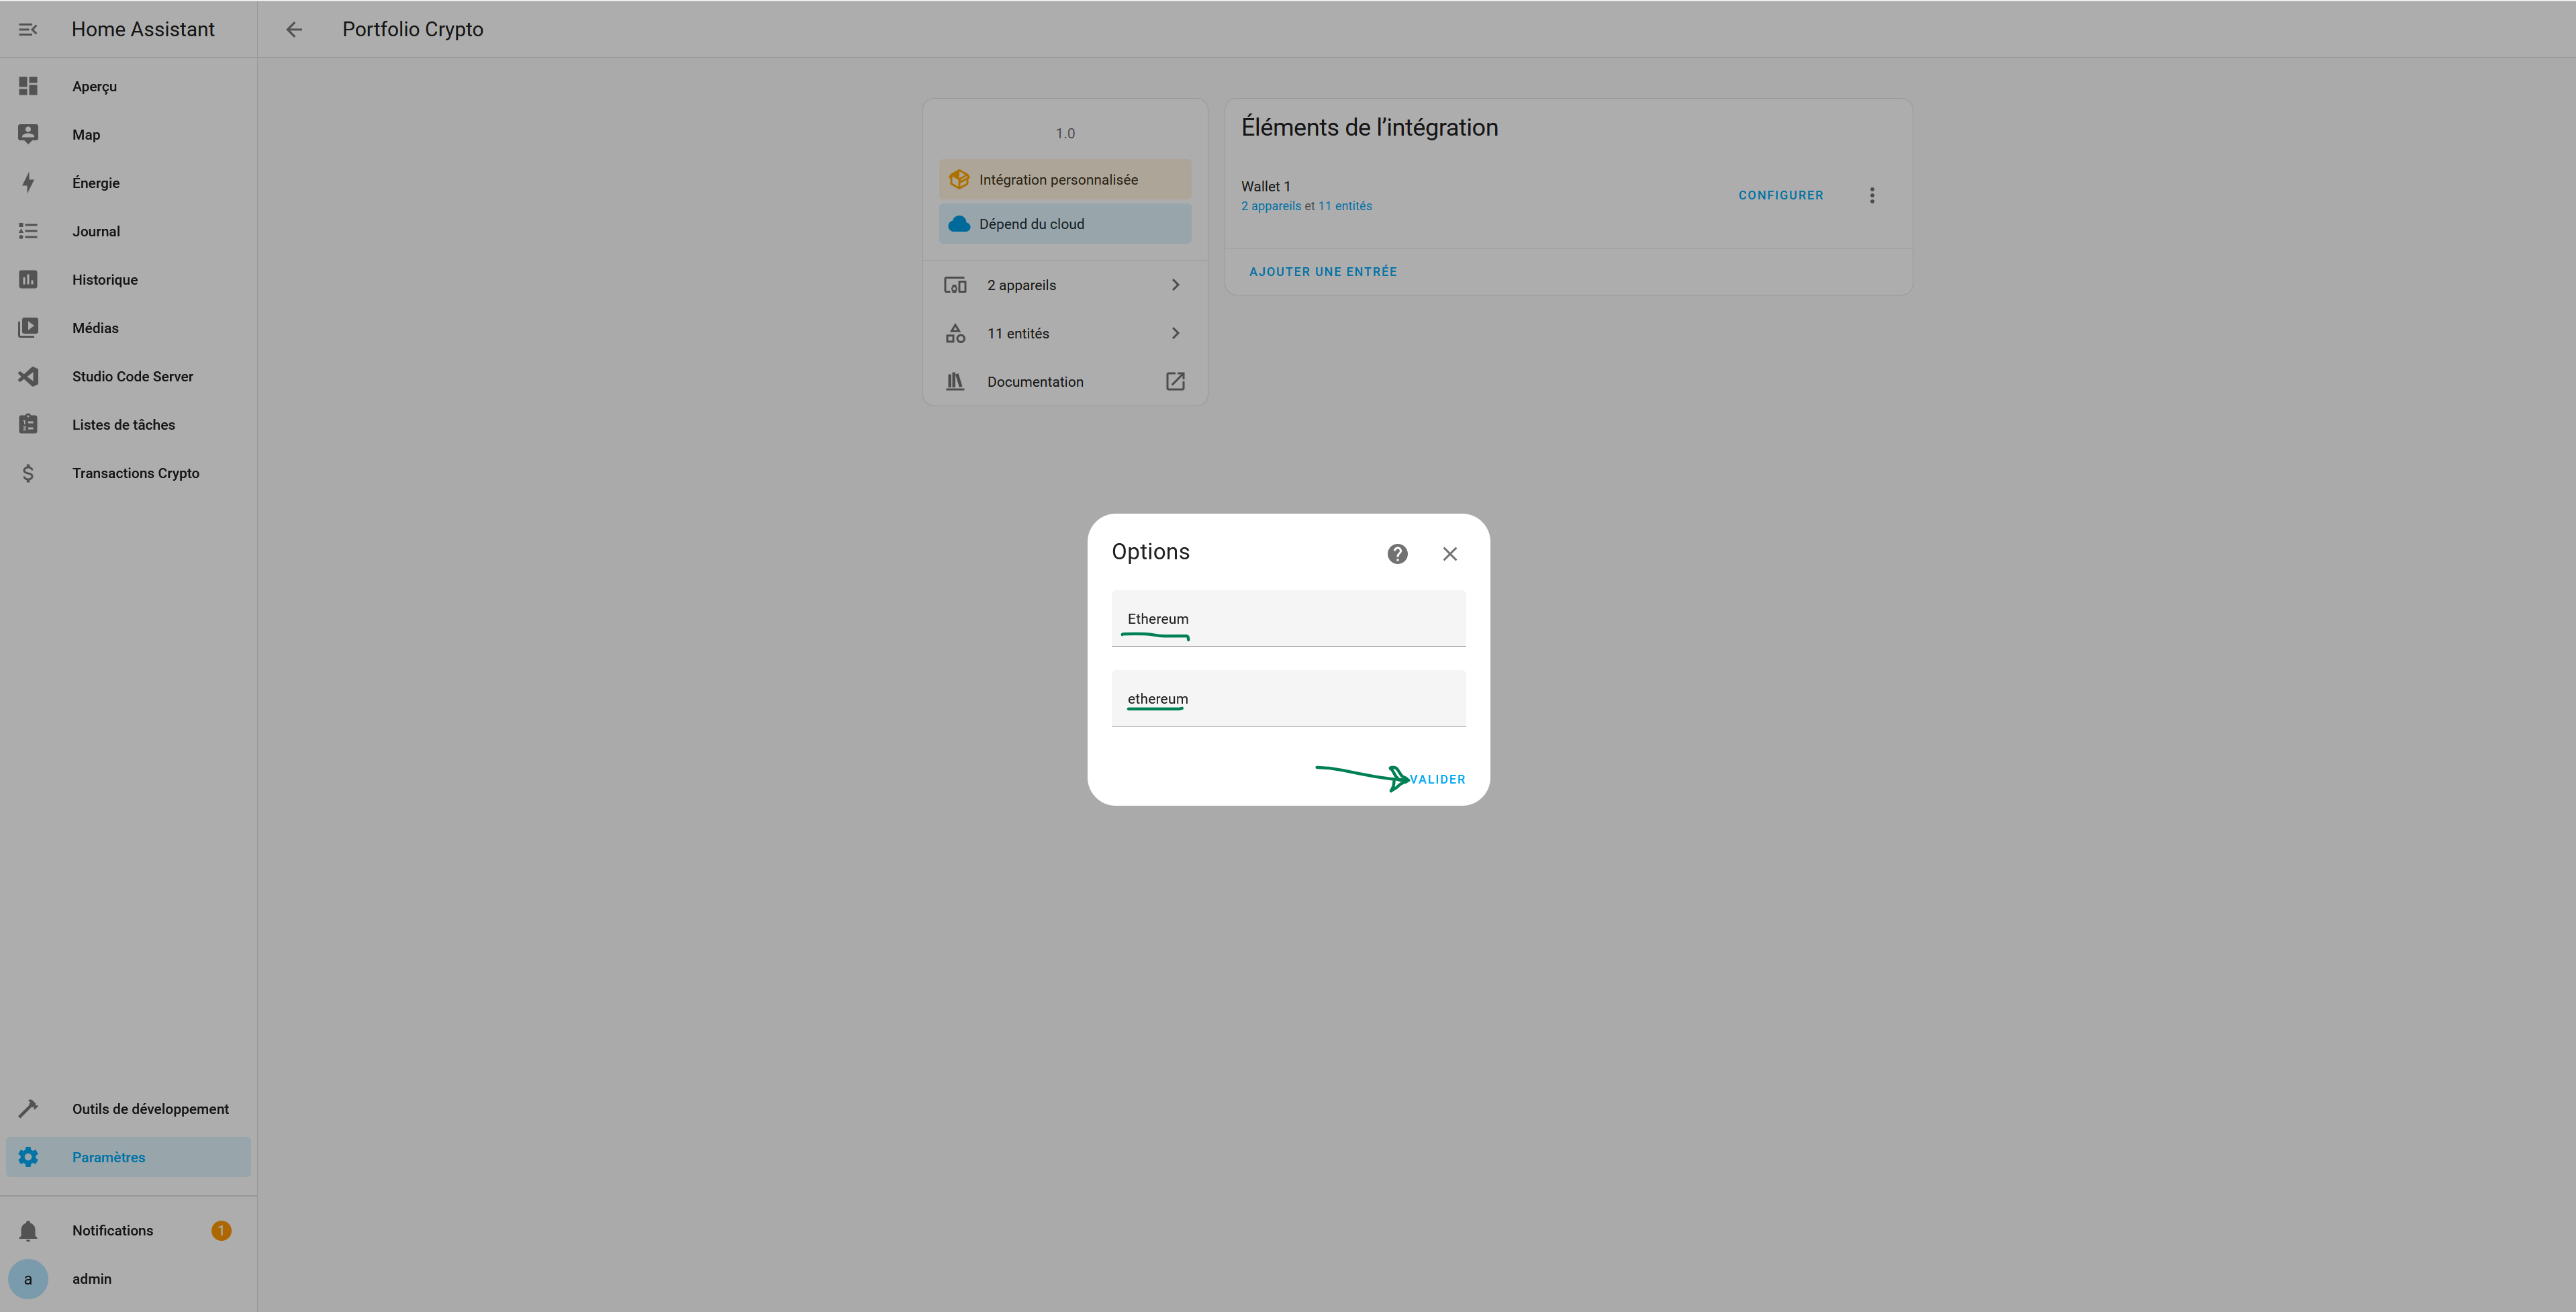 Home Assistant
Portfolio Crypto
Aperçu
Map
Énergie
Journal
Historique
Médias
Studio Code Server
Listes de tâches
Transactions Crypto
Outils de développement
Paramètres
Notifications
1
a
admin
1.0
Intégration personnalisée
Dépend du cloud
2 appareils
11 entités
Documentation
Éléments de l’intégration
Wallet 1
2 appareils et 11 entités
CONFIGURER
AJOUTER UNE ENTRÉE
Options
Ethereum
ethereum
VALIDER